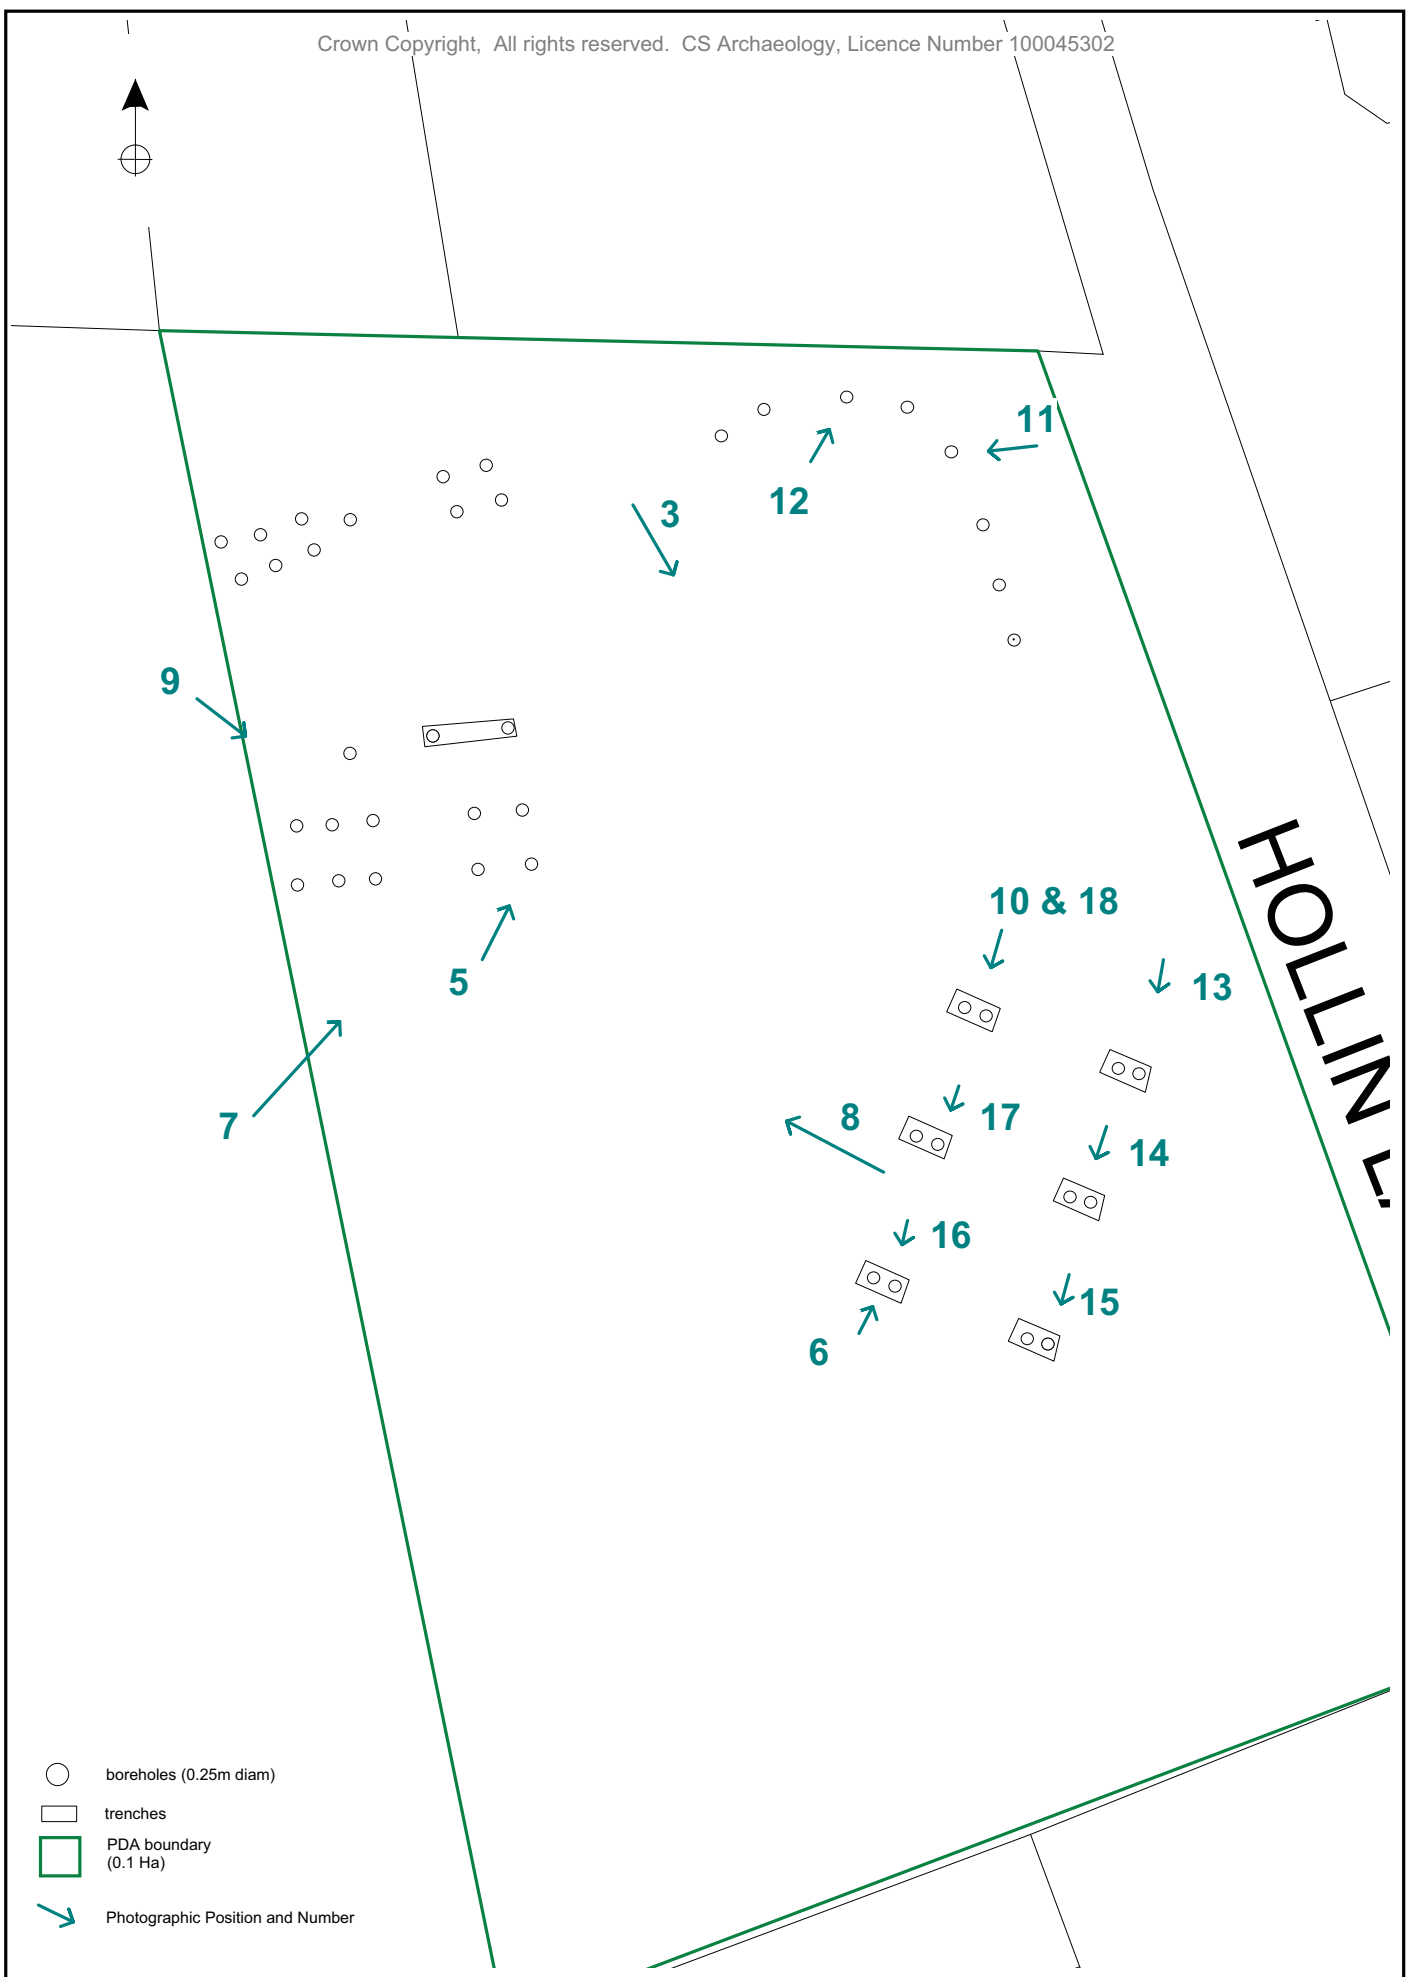 Crown Copyright, All rights reserved. CS Archaeology, Licence Number 100045302
11
12
3
9
10 & 18
13
5
8
17
7
14
16
15
6
HOLLIN
boreholes (0.25m diam)
trenches
PDA boundary
(0.1 Ha)
Photographic Position and Number